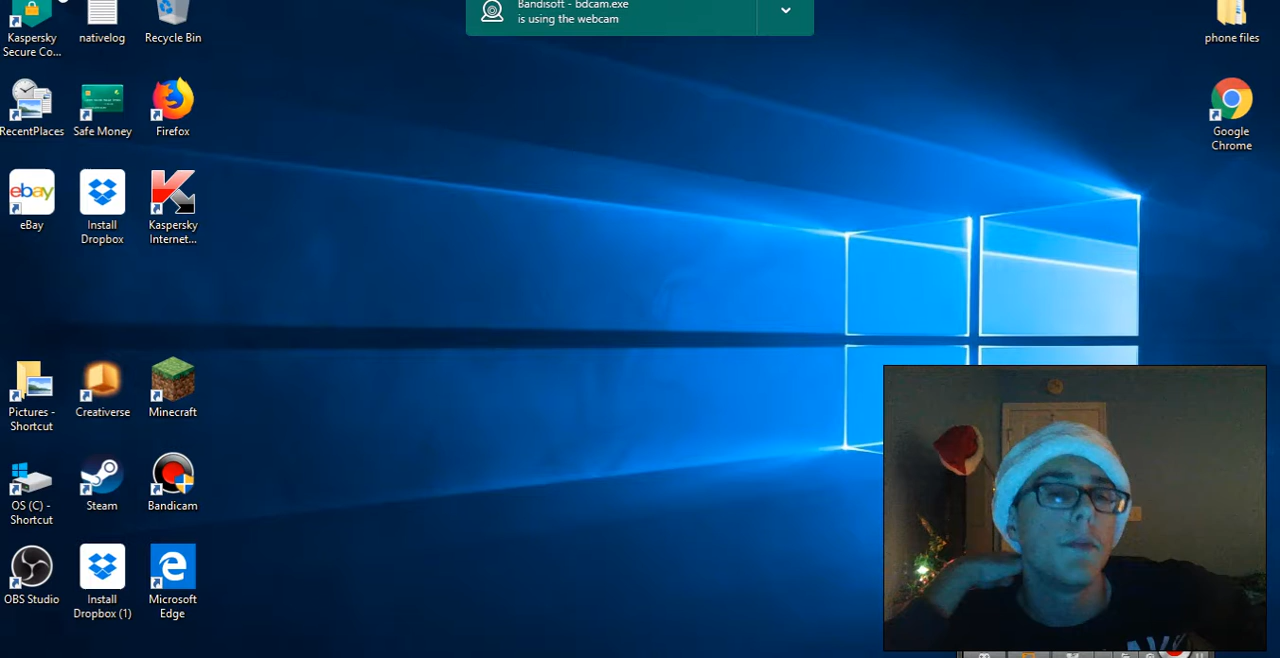 Bandisoft - bdcam.exe
is using the webcam
Kaspersky
Secure Co...
nativelog
Recycle Bin
phone files
RecentPlaces
Safe Money
Firefox
Google
Chrome
ebay
eBay
Install
Dropbox
Kaspersky
Internet...
Pictures -
Shortcut
Creativerse
Minecraft
OS (C) -
Shortcut
Steam
Bandicam
OBS Studio
Install
Dropbox (1)
Microsoft
Edge